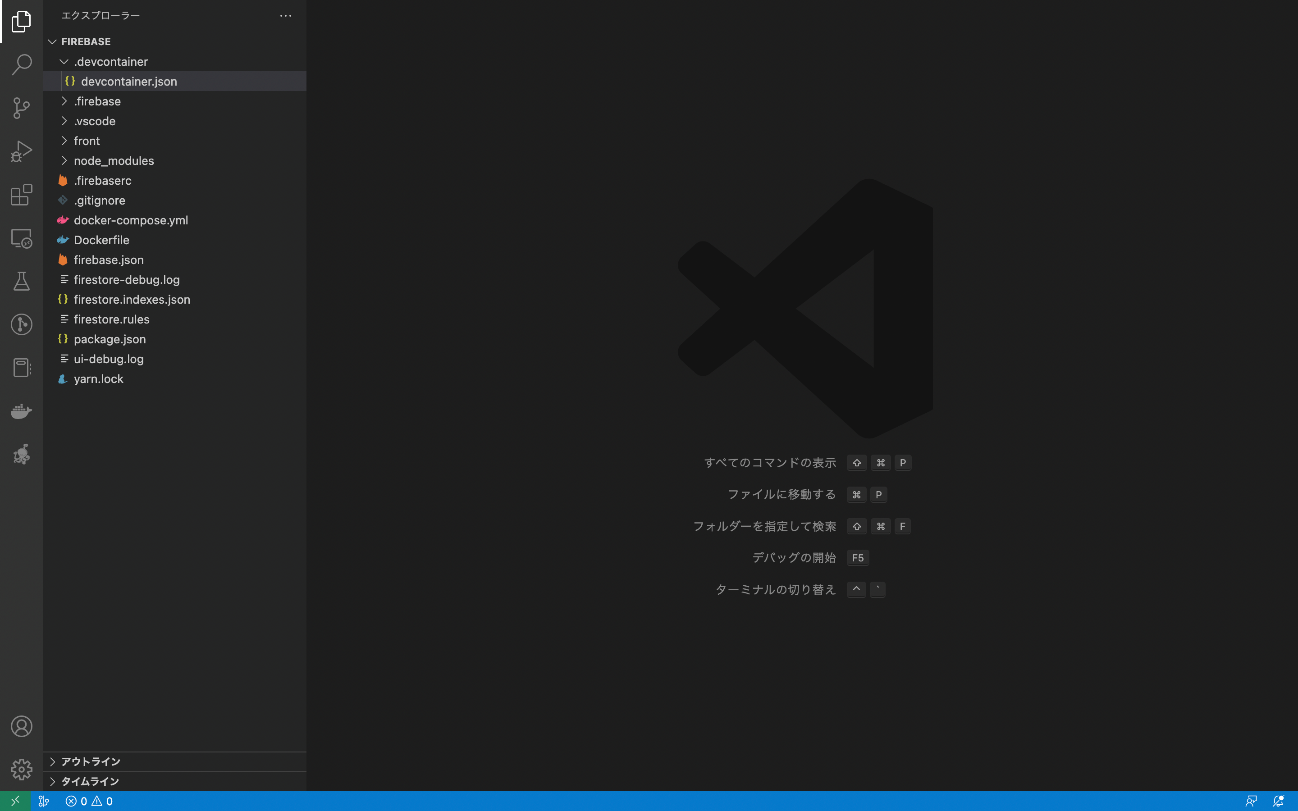 エクスプローラー
FIREBASE
.devcontainer
devcontainer.json
.firebase
.vscode
front
node_modules
.firebaserc
.gitignore
docker-compose.yml
Dockerfile
firebase.json
firestore-debug.log
firestore.indexes.json
firestore.rules
package.json
ui-debug.log
yarn.lock
すべてのコマンドの表示 ⇧ ⌘ P
ファイルに移動する ⌘ P
フォルダーを指定して検索 ⇧ ⌘ F
デバッグの開始 F5
ターミナルの切り替え ^ `
アウトライン
タイムライン
0 0